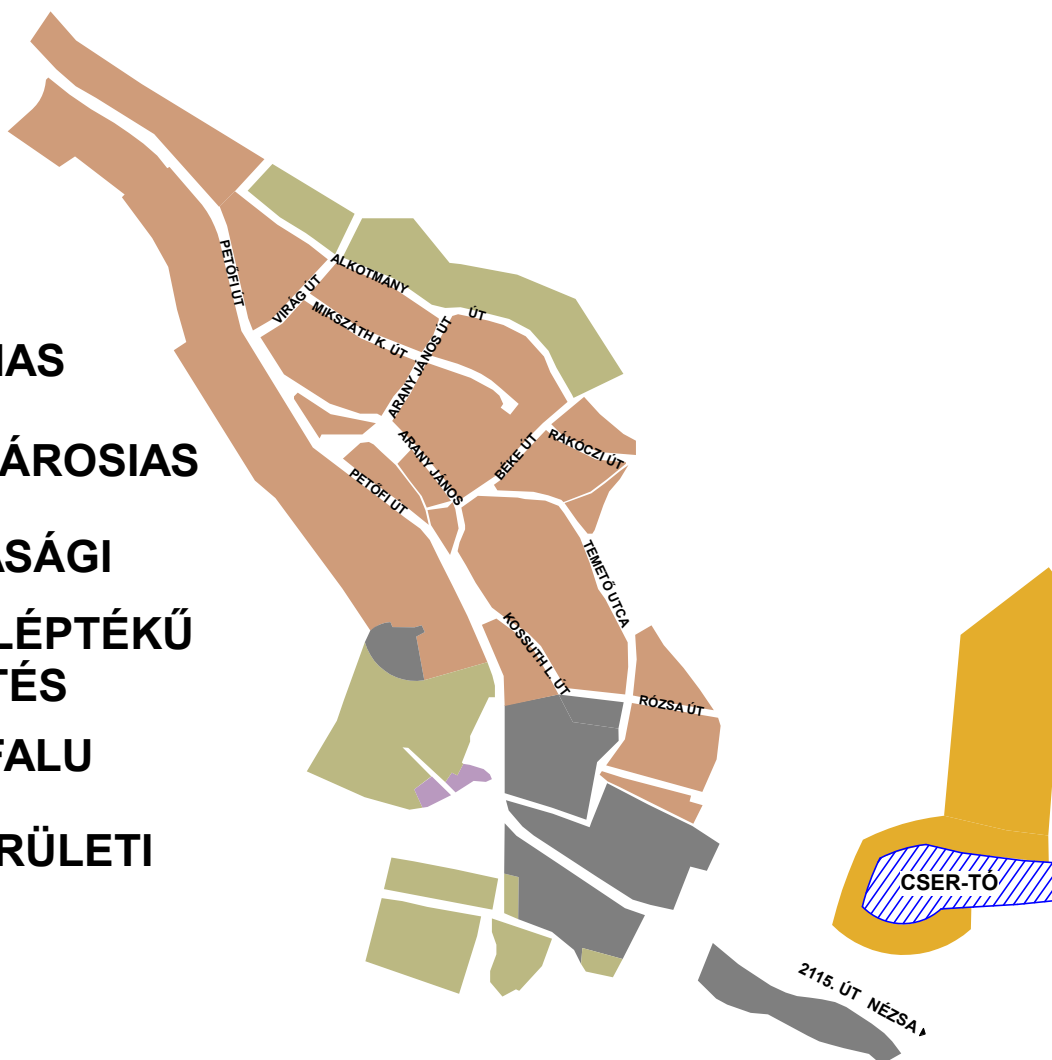 PETŐFI ÚT
VIRÁG ÚT
ALKOTMÁNY
ÚT
MIKSZÁTH K. ÚT
ARANY JÁNOS ÚT
IAS
ÁROSIAS
ARANY JÁNOS
BÉKE ÚT
RÁKÓCZI ÚT
PETŐFI ÚT
ASÁGI
TEMETŐ UTCA
LÉPTÉKŰ
TÉS
KOSSUTH L. ÚT
RÓZSA ÚT
FALU
RÜLETI
CSER-TÓ
2115. ÚT NÉZSA